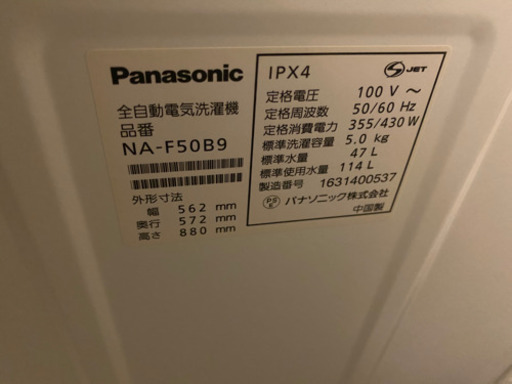 Panasonic
全自動電気洗濯機
品番
NA-F50B9
外形寸法
幅 562 mm
奥行 572 mm
高さ 880 mm
IPX4
S JET
定格電圧 100 V ～
定格周波数 50/60 Hz
定格消費電力 355/430 W
標準洗濯容量 5.0 kg
標準水量 47 L
標準使用水量 114 L
製造番号 1631400537
PS E パナソニック株式会社
中国製